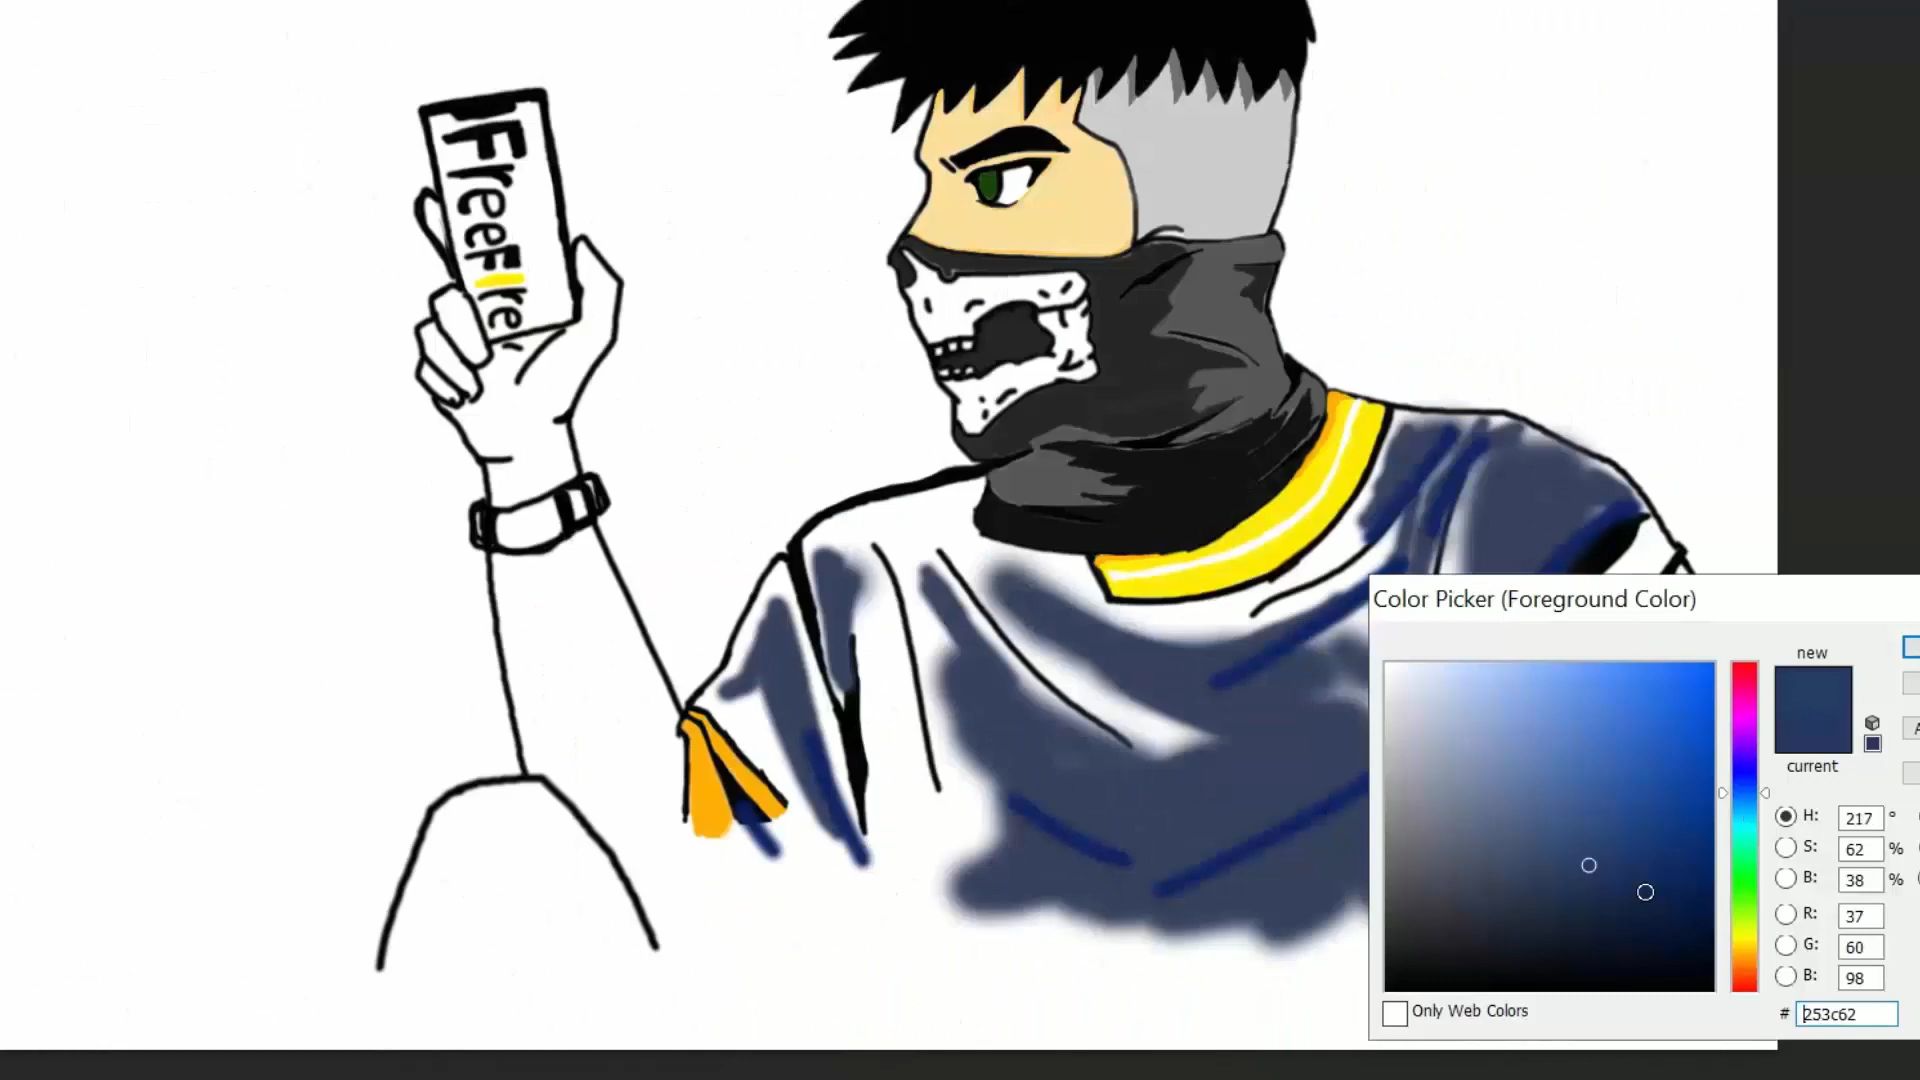 FreeFire
Color Picker (Foreground Color)
new
current
H: 217 °
S: 62 %
B: 38 %
R: 37
G: 60
B: 98
# 253c62
Only Web Colors